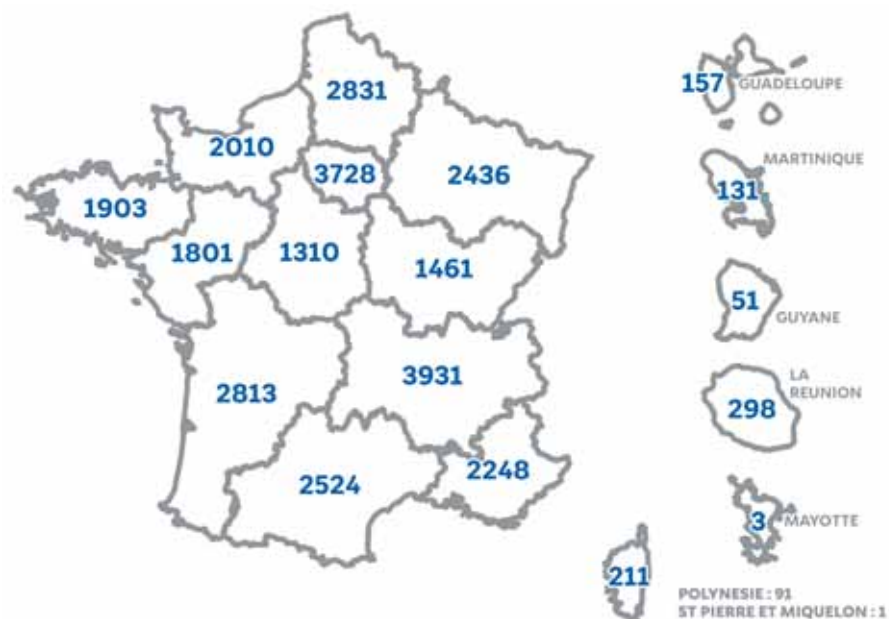 2831
2010
3728
2436
1903
1801
1310
1461
2813
3931
2524
2248
211
157 GUADELOUPE
MARTINIQUE
131
51
GUYANE
LA
REUNION
298
3 MAYOTTE
POLYNESIE : 91
ST PIERRE ET MIQUELON : 1